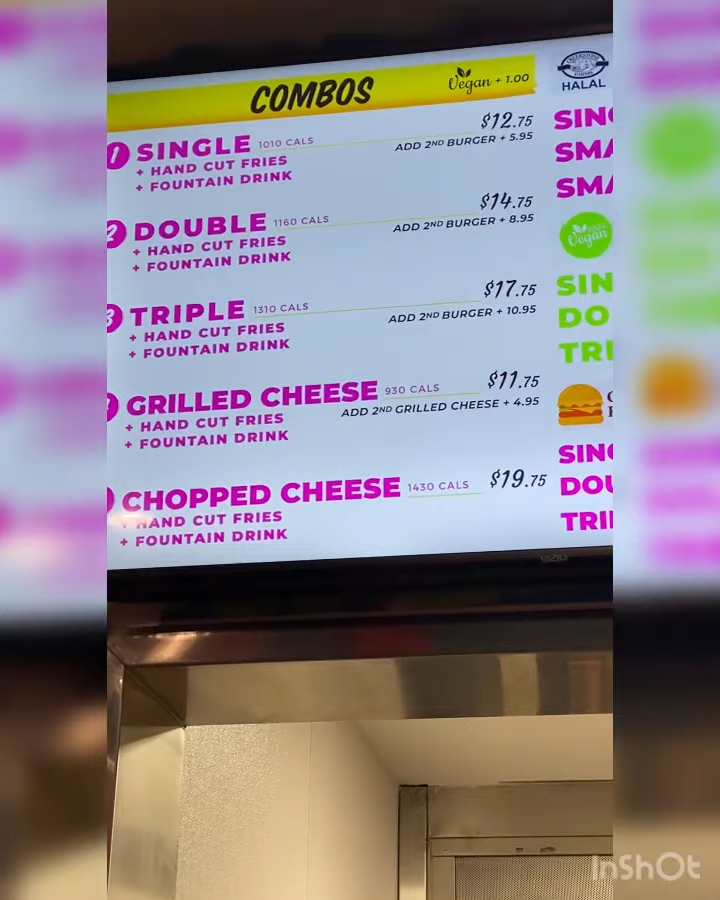 COMBOS
Vegan + 1.00
HALAL
1 SINGLE 1010 CALS $12.75
+ HAND CUT FRIES
+ FOUNTAIN DRINK
ADD 2ND BURGER + 5.95
2 DOUBLE 1160 CALS $14.75
+ HAND CUT FRIES
+ FOUNTAIN DRINK
ADD 2ND BURGER + 8.95
3 TRIPLE 1310 CALS $17.75
+ HAND CUT FRIES
+ FOUNTAIN DRINK
ADD 2ND BURGER + 10.95
GRILLED CHEESE 930 CALS $11.75
+ HAND CUT FRIES
+ FOUNTAIN DRINK
ADD 2ND GRILLED CHEESE + 4.95
CHOPPED CHEESE 1430 CALS $19.75
+ HAND CUT FRIES
+ FOUNTAIN DRINK
SIN
SMA
SMA
Vegan
SIN
DO
TRI
SING
DOU
TRI
InShOt